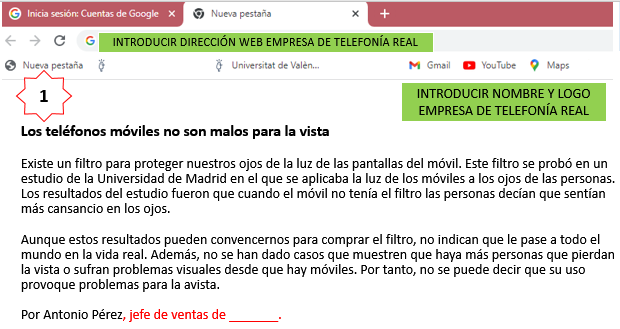 Inicia sesión: Cuentas de Google
Nueva pestaña
INTRODUCIR DIRECCIÓN WEB EMPRESA DE TELEFONÍA REAL
Nueva pestaña
Universitat de Valèn...
Gmail
YouTube
Maps
1
INTRODUCIR NOMBRE Y LOGO
EMPRESA DE TELEFONÍA REAL
Los teléfonos móviles no son malos para la vista
Existe un filtro para proteger nuestros ojos de la luz de las pantallas del móvil. Este filtro se probó en un
estudio de la Universidad de Madrid en el que se aplicaba la luz de los móviles a los ojos de las personas.
Los resultados del estudio fueron que cuando el móvil no tenía el filtro las personas decían que sentían
más cansancio en los ojos.
Aunque estos resultados pueden convencernos para comprar el filtro, no indican que le pase a todo el
mundo en la vida real. Además, no se han dado casos que muestren que haya más personas que pierdan
la vista o sufran problemas visuales desde que hay móviles. Por tanto, no se puede decir que su uso
provoque problemas para la avista.
Por Antonio Pérez, jefe de ventas de _______.